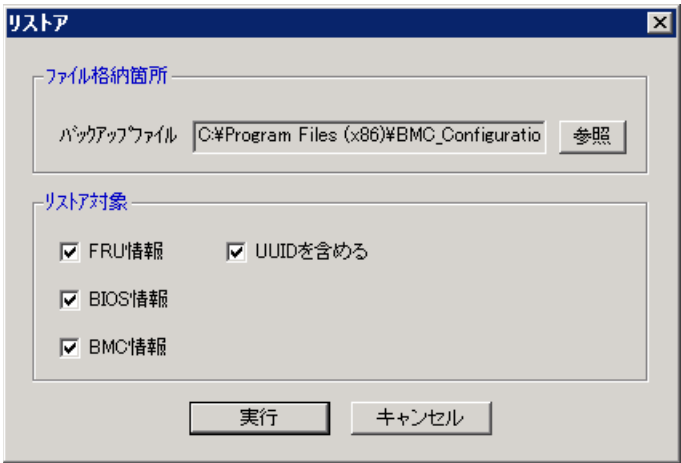 リストア
ファイル格納箇所
バックアップファイル C:¥Program Files (x86)¥BMC_Configuratio 参照
リストア対象
FRU情報 UUIDを含める
BIOS情報
BMC情報
実行 キャンセル